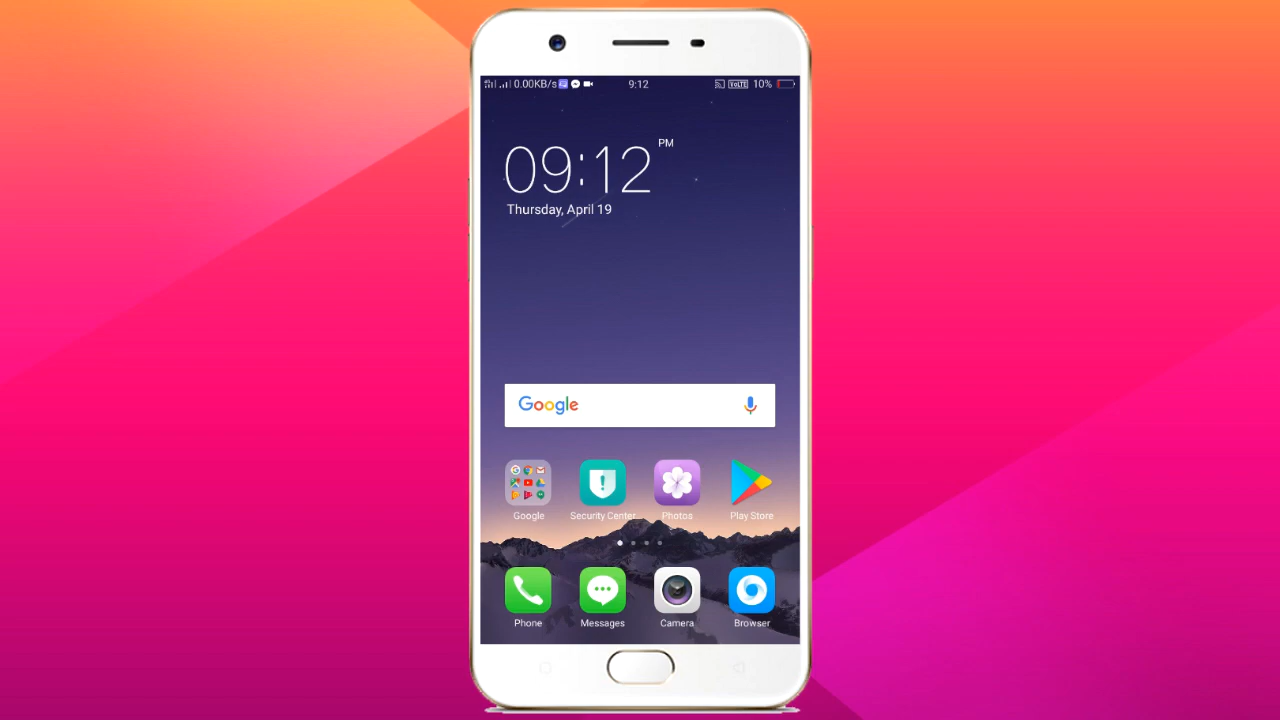 0.00KB/s 9:12 VoLTE 10%
09:12 PM
Thursday, April 19
Google
Google Security Center... Photos Play Store
Phone Messages Camera Browser